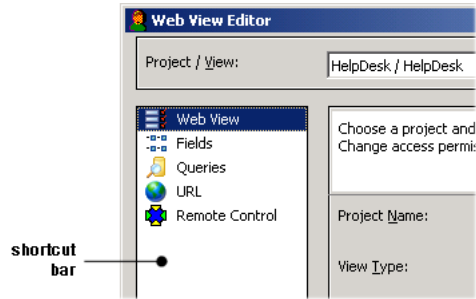 Web View Editor
Project / View:
HelpDesk / HelpDesk
Web View
Fields
Queries
URL
Remote Control
Choose a project and
Change access permis
Project Name:
View Type:
shortcut
bar